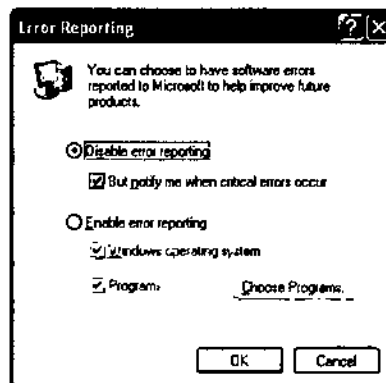 Error Reporting
You can choose to have software errors
reported to Microsoft to help improve future
products.
Disable error reporting
But notify me when critical errors occur
Enable error reporting
Windows operating system
Programs
Choose Programs.
OK
Cancel